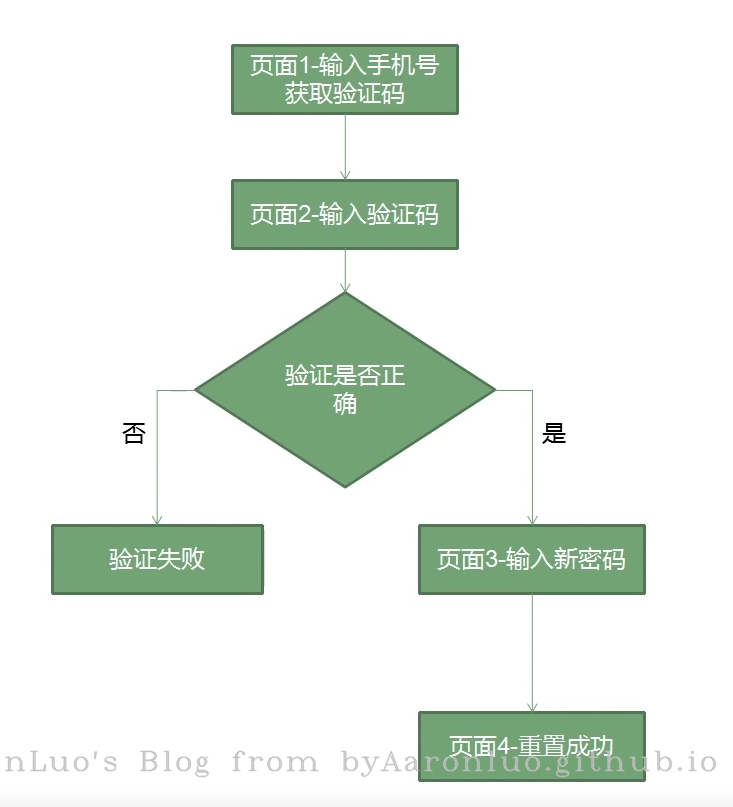 页面1-输入手机号
获取验证码
页面2-输入验证码
验证是否正
确
否
是
验证失败
页面3-输入新密码
页面4-重置成功
nLuo's Blog from byAaronluo.github.io